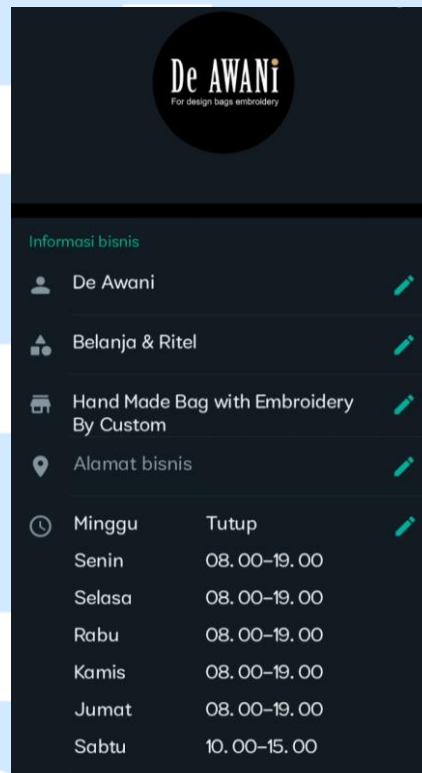 De AWANi
For design bags embroidery
Informasi bisnis
De Awani
Belanja & Ritel
Hand Made Bag with Embroidery
By Custom
Alamat bisnis
Minggu Tutup
Senin 08.00–19.00
Selasa 08.00–19.00
Rabu 08.00–19.00
Kamis 08.00–19.00
Jumat 08.00–19.00
Sabtu 10.00–15.00